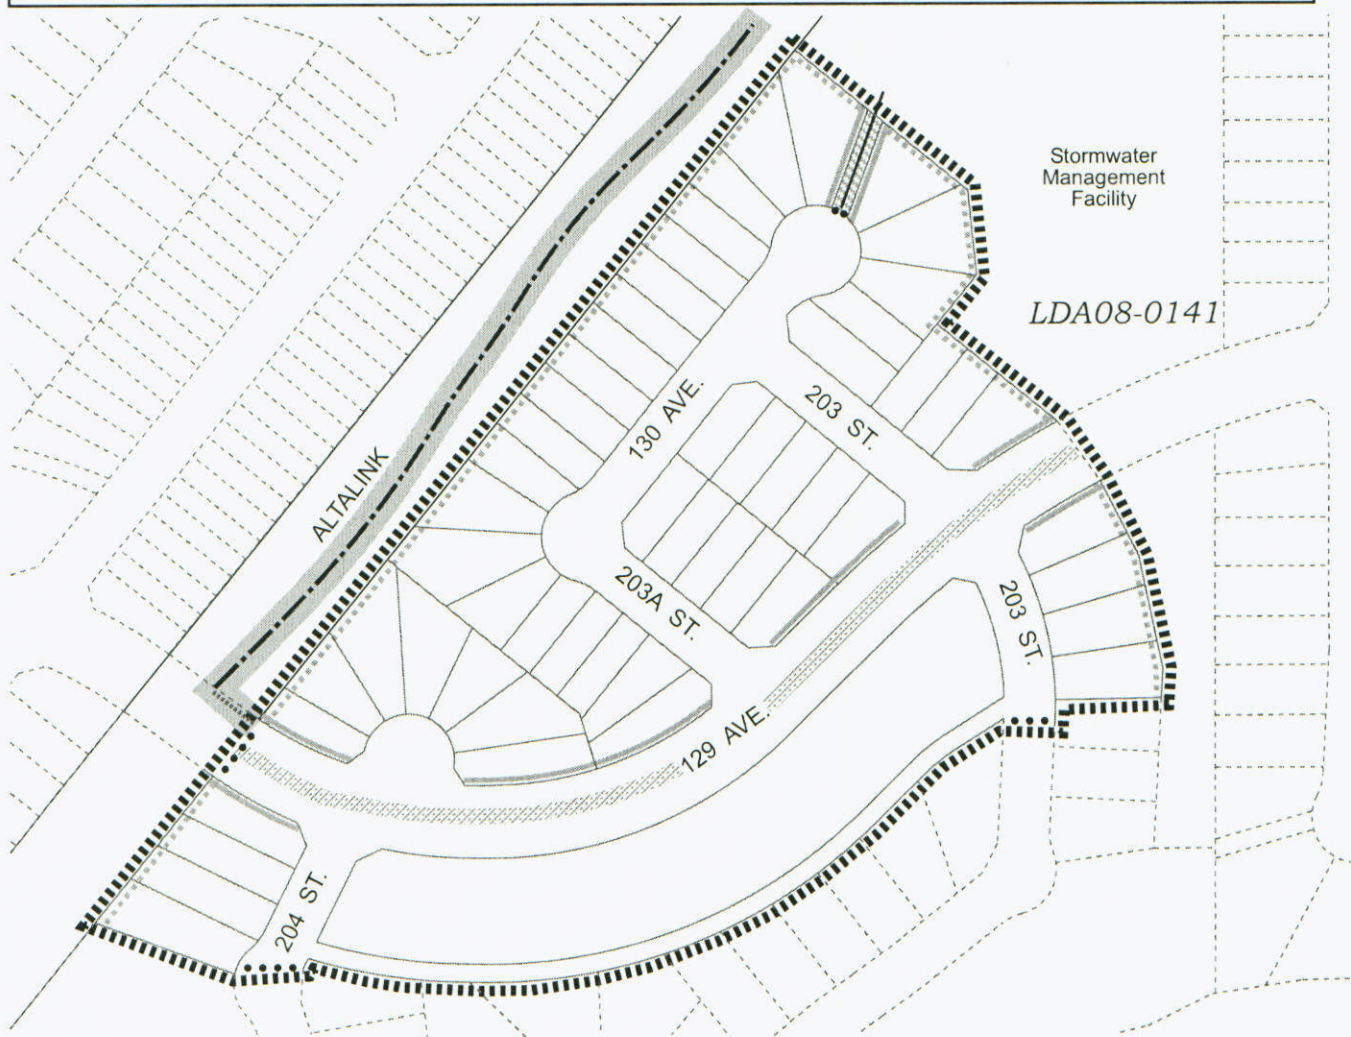 Stormwater
Management
Facility
LDA08-0141
ALTALINK
130 AVE.
203 ST.
203A ST.
203 ST.
129 AVE.
204 ST.